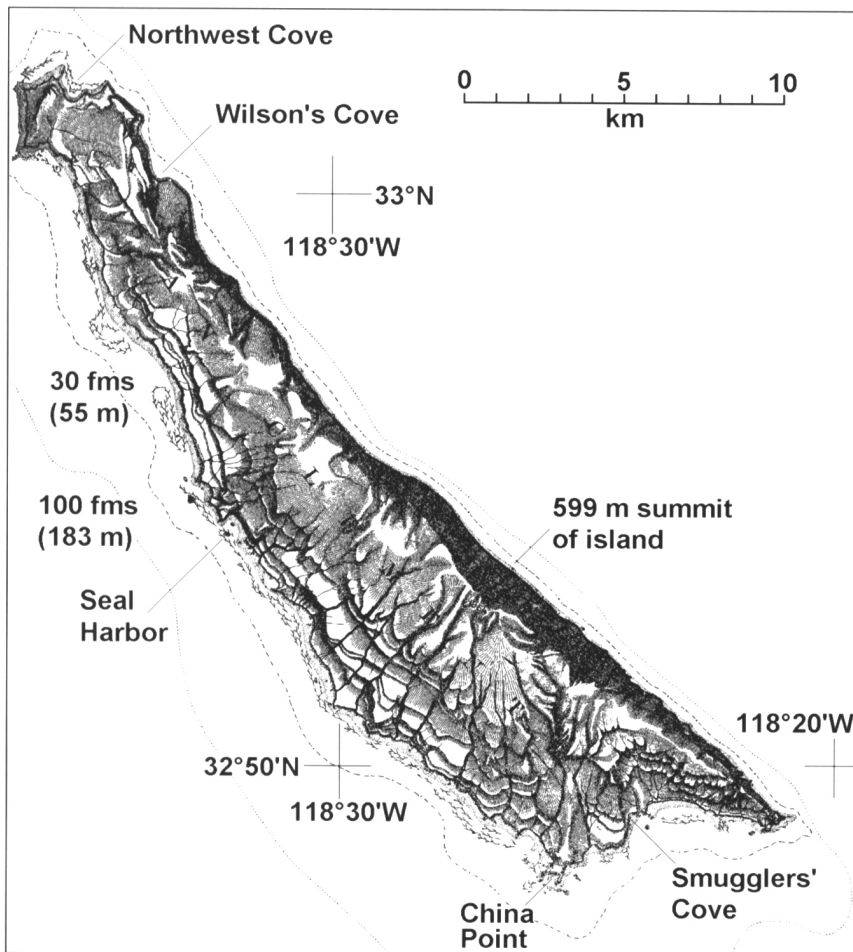 Northwest Cove
0 5 10
km
Wilson's Cove
33°N
118°30'W
30 fms
(55 m)
100 fms
(183 m)
599 m summit
of island
Seal
Harbor
118°20'W
32°50'N
118°30'W
Smugglers'
Cove
China
Point